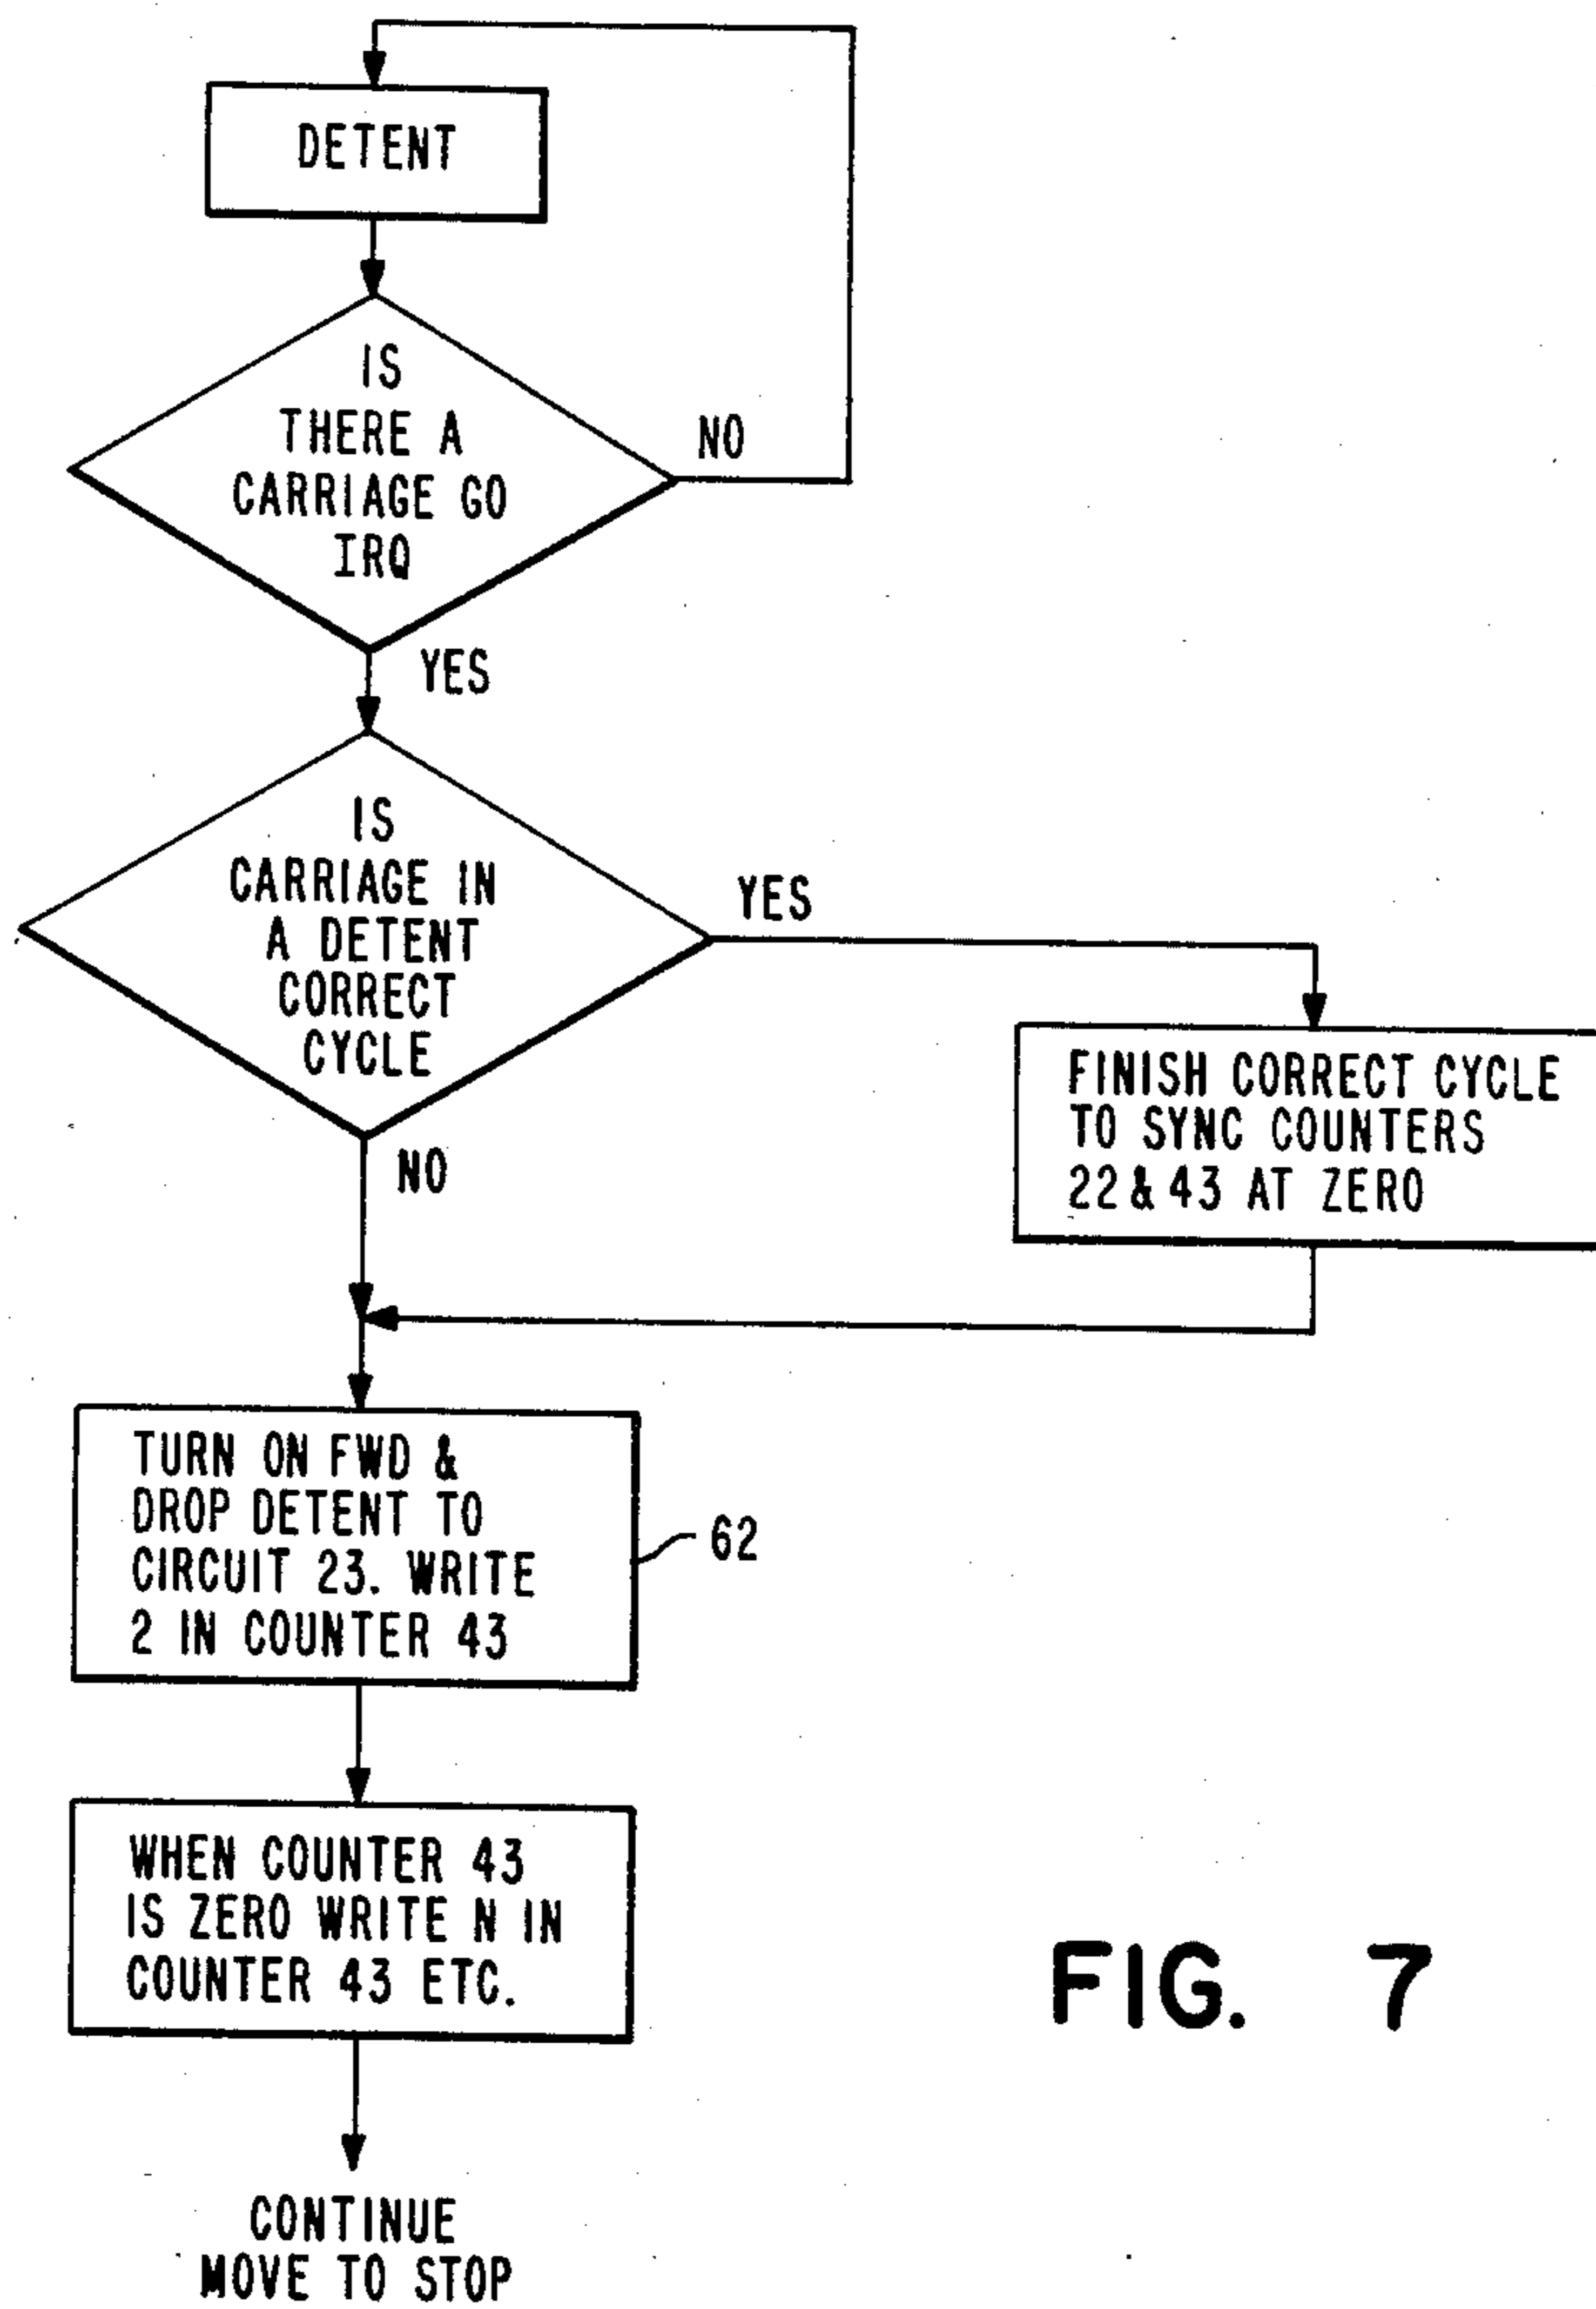 DETENT
IS
THERE A
CARRIAGE GO
IRQ
NO
YES
IS
CARRIAGE IN
A DETENT
CORRECT
CYCLE
YES
NO
FINISH CORRECT CYCLE
TO SYNC COUNTERS
22 & 43 AT ZERO
TURN ON FWD &
DROP DETENT TO
CIRCUIT 23. WRITE
2 IN COUNTER 43
62
WHEN COUNTER 43
IS ZERO WRITE N IN
COUNTER 43 ETC.
CONTINUE
MOVE TO STOP
FIG. 7